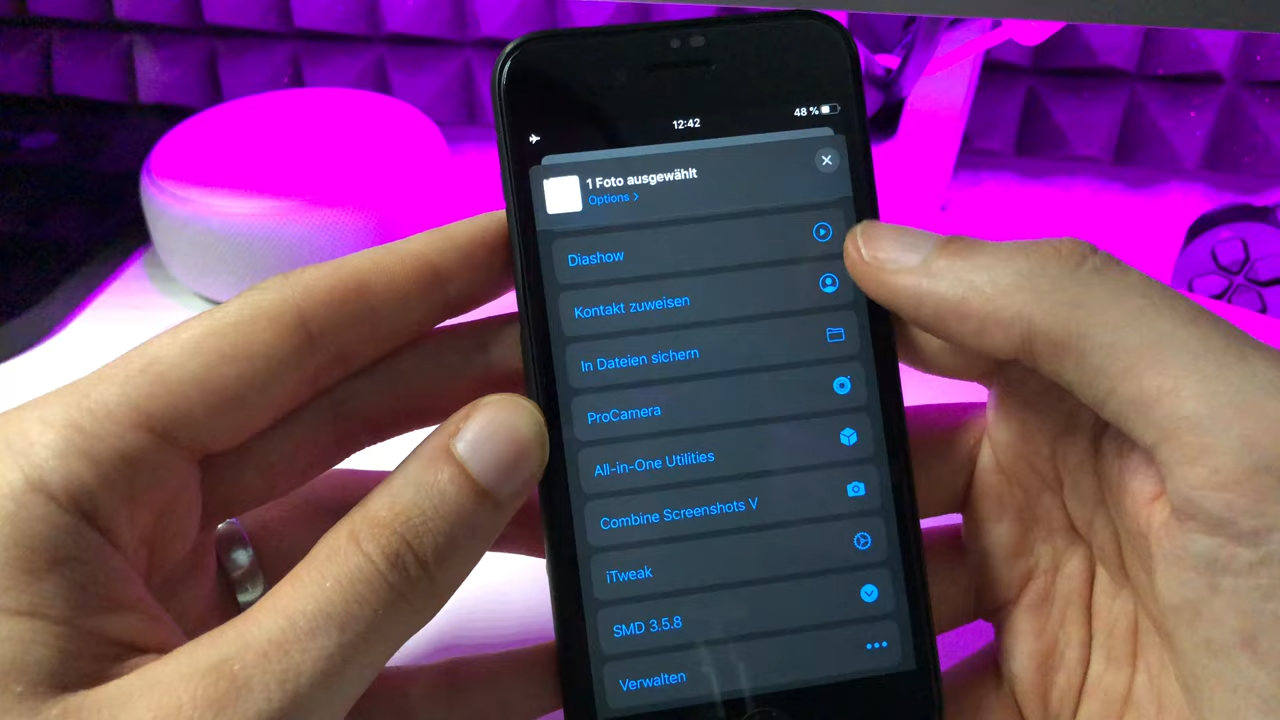 12:42
48 %
1 Foto ausgewählt
Options >
Diashow
Kontakt zuweisen
In Dateien sichern
ProCamera
All-in-One Utilities
Combine Screenshots V
iTweak
SMD 3.5.8
Verwalten